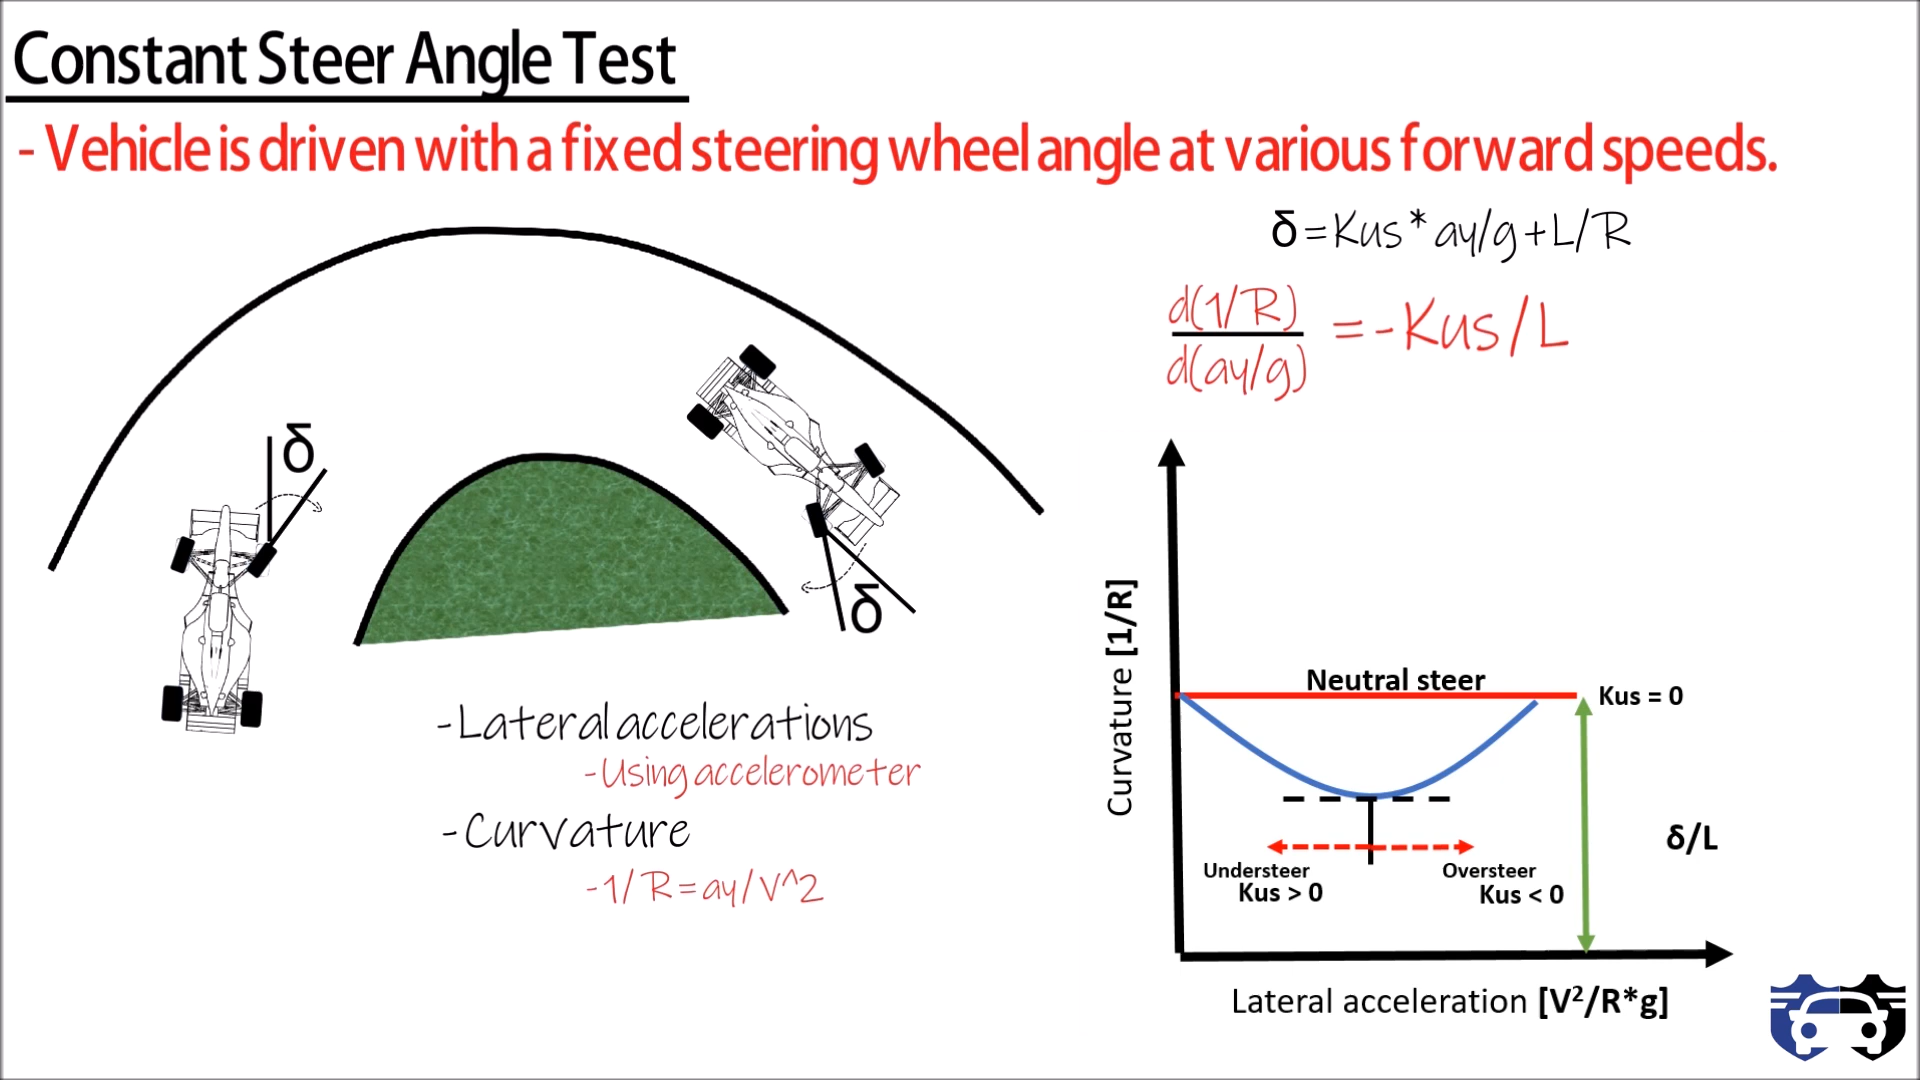 Constant Steer Angle Test
- Vehicle is driven with a fixed steering wheel angle at various forward speeds.
δ=Kus*ay/g+L/R
d(1/R)
d(ay/g)
=-Kus/L
δ
δ
-Lateral accelerations
-Using accelerometer
-Curvature
-1/R=ay/V^2
Curvature [1/R]
Neutral steer
Kus = 0
δ/L
Understeer
Kus > 0
Oversteer
Kus < 0
Lateral acceleration [V²/R*g]